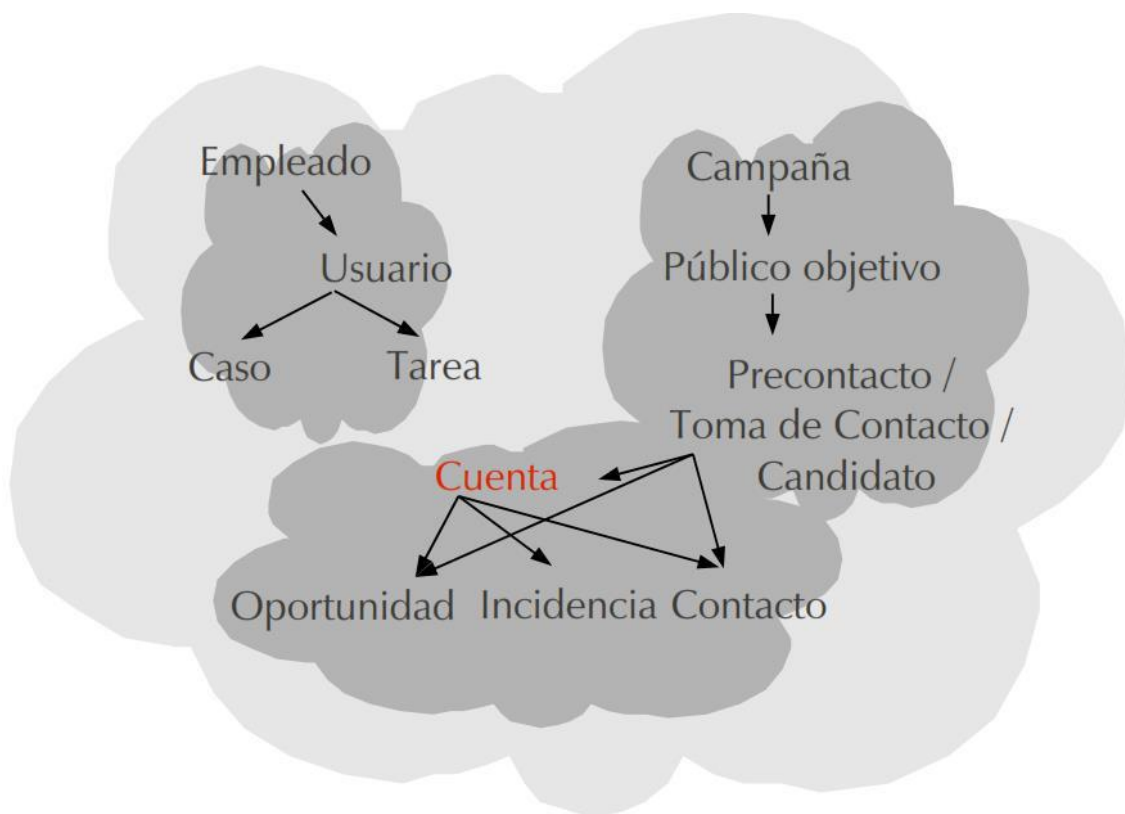 Empleado
Usuario
Caso
Tarea
Campaña
Público objetivo
Precontacto /
Toma de Contacto /
Candidato
Cuenta
Oportunidad
Incidencia
Contacto